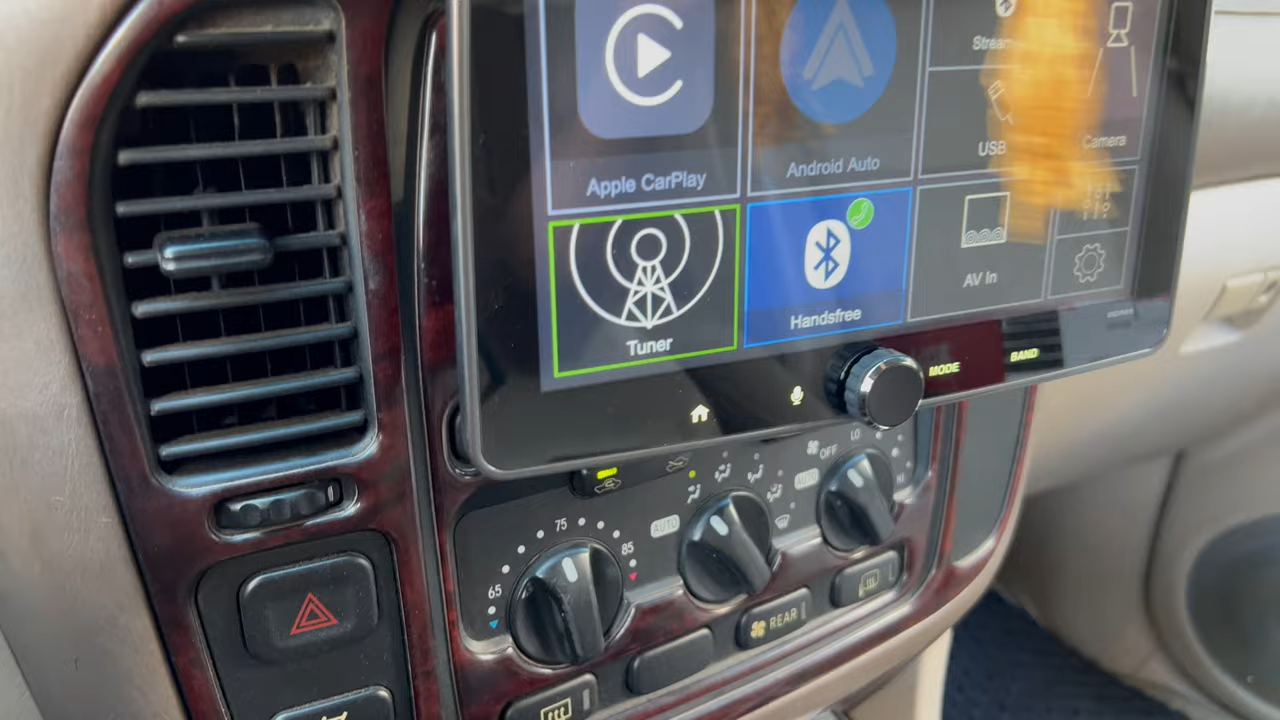 Apple CarPlay
Android Auto
USB
Camera
Tuner
Handsfree
AV In
MODE
BAND
65
75
85
AUTO
AUTO
OFF
LO
HI
REAR